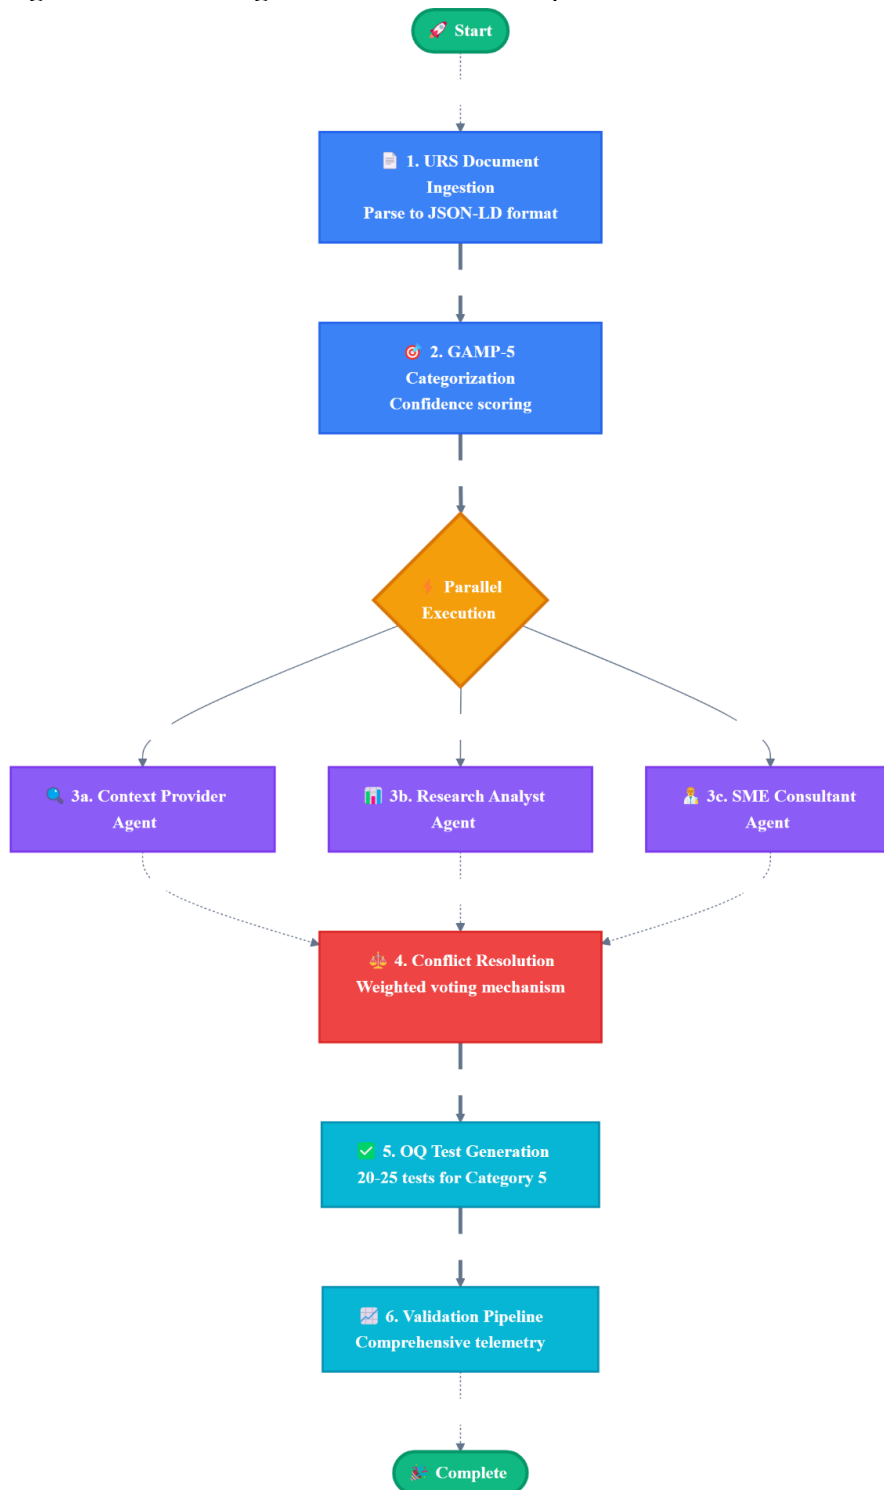 🚀 Start
📄 1. URS Document
Ingestion
Parse to JSON-LD format
🎯 2. GAMP-5
Categorization
Confidence scoring
⚡ Parallel
Execution
🔍 3a. Context Provider
Agent
📊 3b. Research Analyst
Agent
👨‍⚕️ 3c. SME Consultant
Agent
⚖️ 4. Conflict Resolution
Weighted voting mechanism
✅ 5. OQ Test Generation
20-25 tests for Category 5
📈 6. Validation Pipeline
Comprehensive telemetry
🎉 Complete